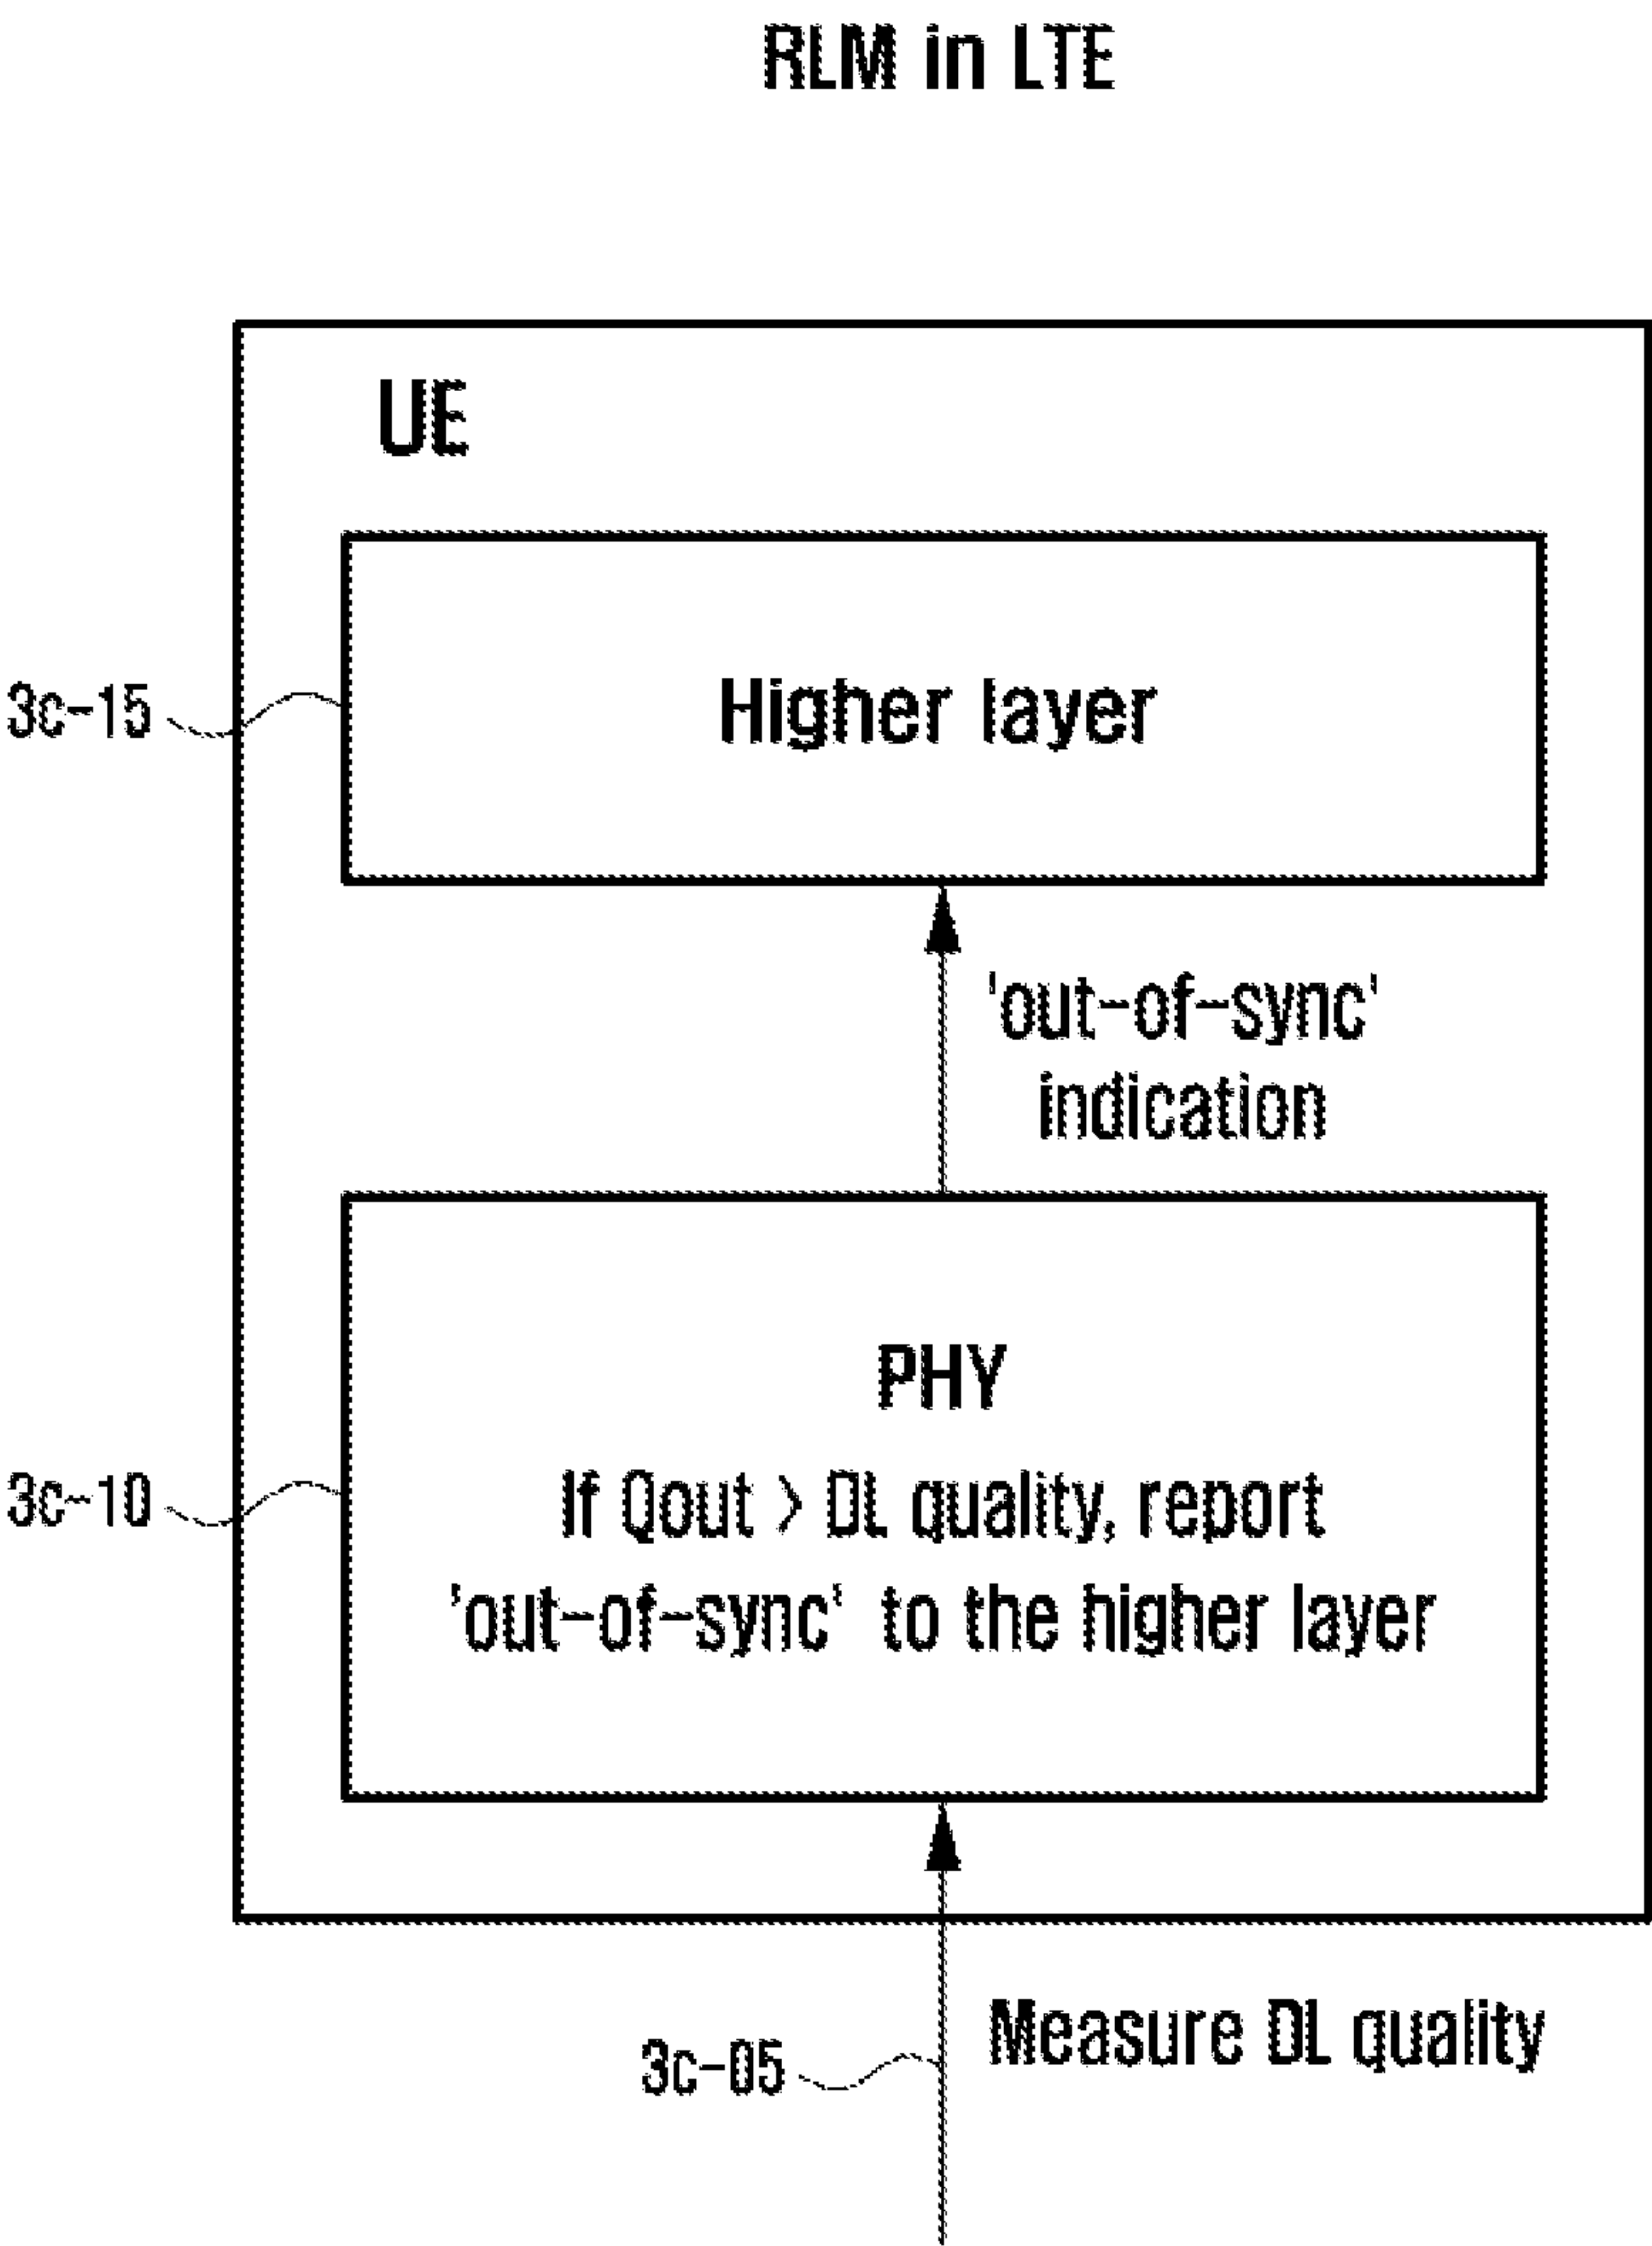 RLM in LTE
UE
3c-15
Higher layer
'out-of-sync'
indication
PHY
3c-10
If Qout > DL quality, report
'out-of-sync' to the higher layer
Measure DL quality
3c-05